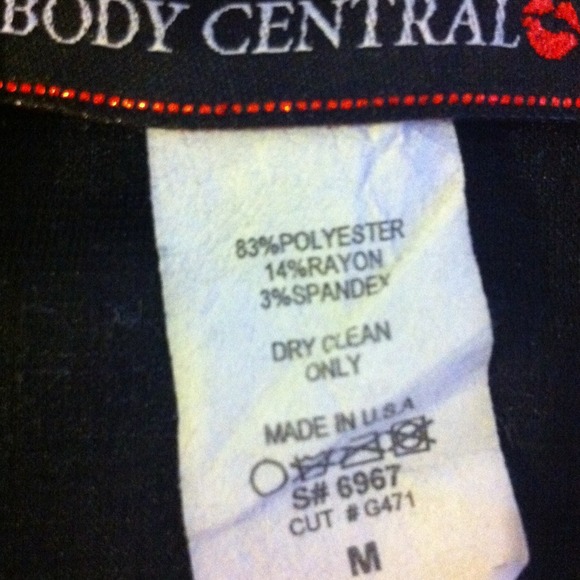 BODY CENTRAL
83%POLYESTER
14%RAYON
3%SPANDEX
DRY CLEAN
ONLY
MADE IN U.S.A
S# 6967
CUT # G471
M